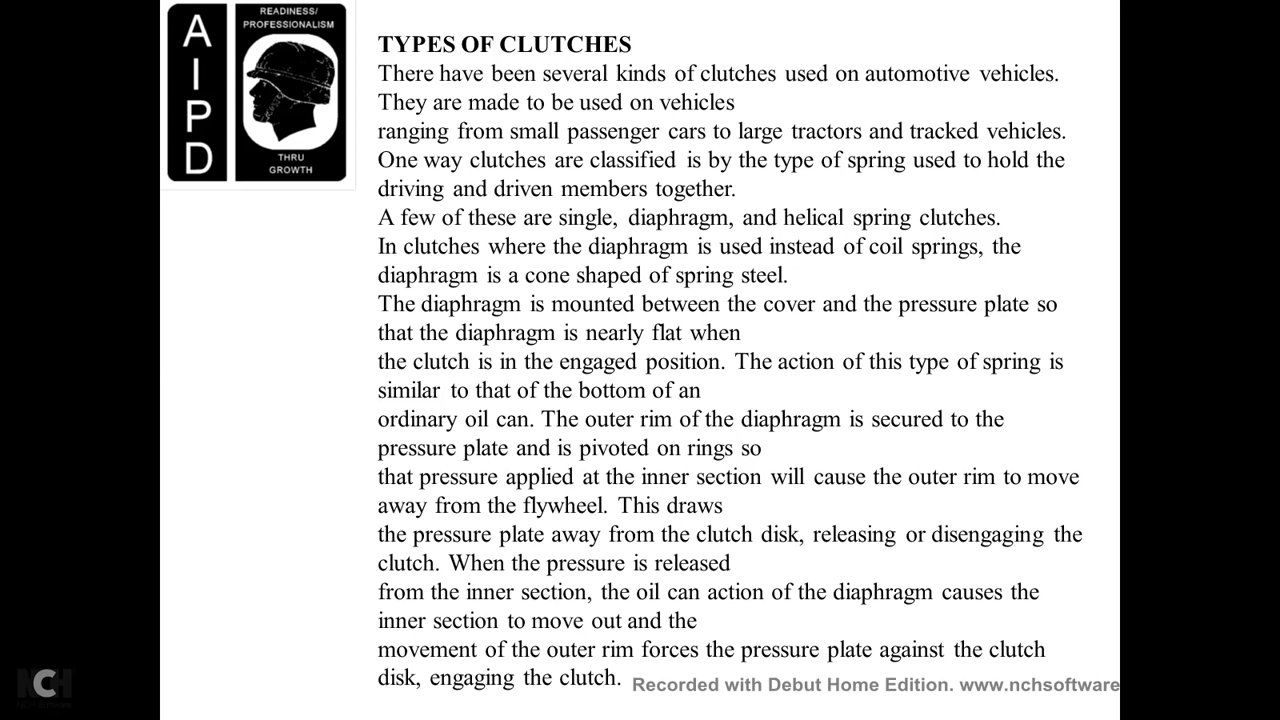 A
I
P
D
READINESS/
PROFESSIONALISM
THRU
GROWTH
TYPES OF CLUTCHES
There have been several kinds of clutches used on automotive vehicles.
They are made to be used on vehicles
ranging from small passenger cars to large tractors and tracked vehicles.
One way clutches are classified is by the type of spring used to hold the
driving and driven members together.
A few of these are single, diaphragm, and helical spring clutches.
In clutches where the diaphragm is used instead of coil springs, the
diaphragm is a cone shaped of spring steel.
The diaphragm is mounted between the cover and the pressure plate so
that the diaphragm is nearly flat when
the clutch is in the engaged position. The action of this type of spring is
similar to that of the bottom of an
ordinary oil can. The outer rim of the diaphragm is secured to the
pressure plate and is pivoted on rings so
that pressure applied at the inner section will cause the outer rim to move
away from the flywheel. This draws
the pressure plate away from the clutch disk, releasing or disengaging the
clutch. When the pressure is released
from the inner section, the oil can action of the diaphragm causes the
inner section to move out and the
movement of the outer rim forces the pressure plate against the clutch
disk, engaging the clutch.
Recorded with Debut Home Edition. www.nchsoftware
NCH
NCH Software